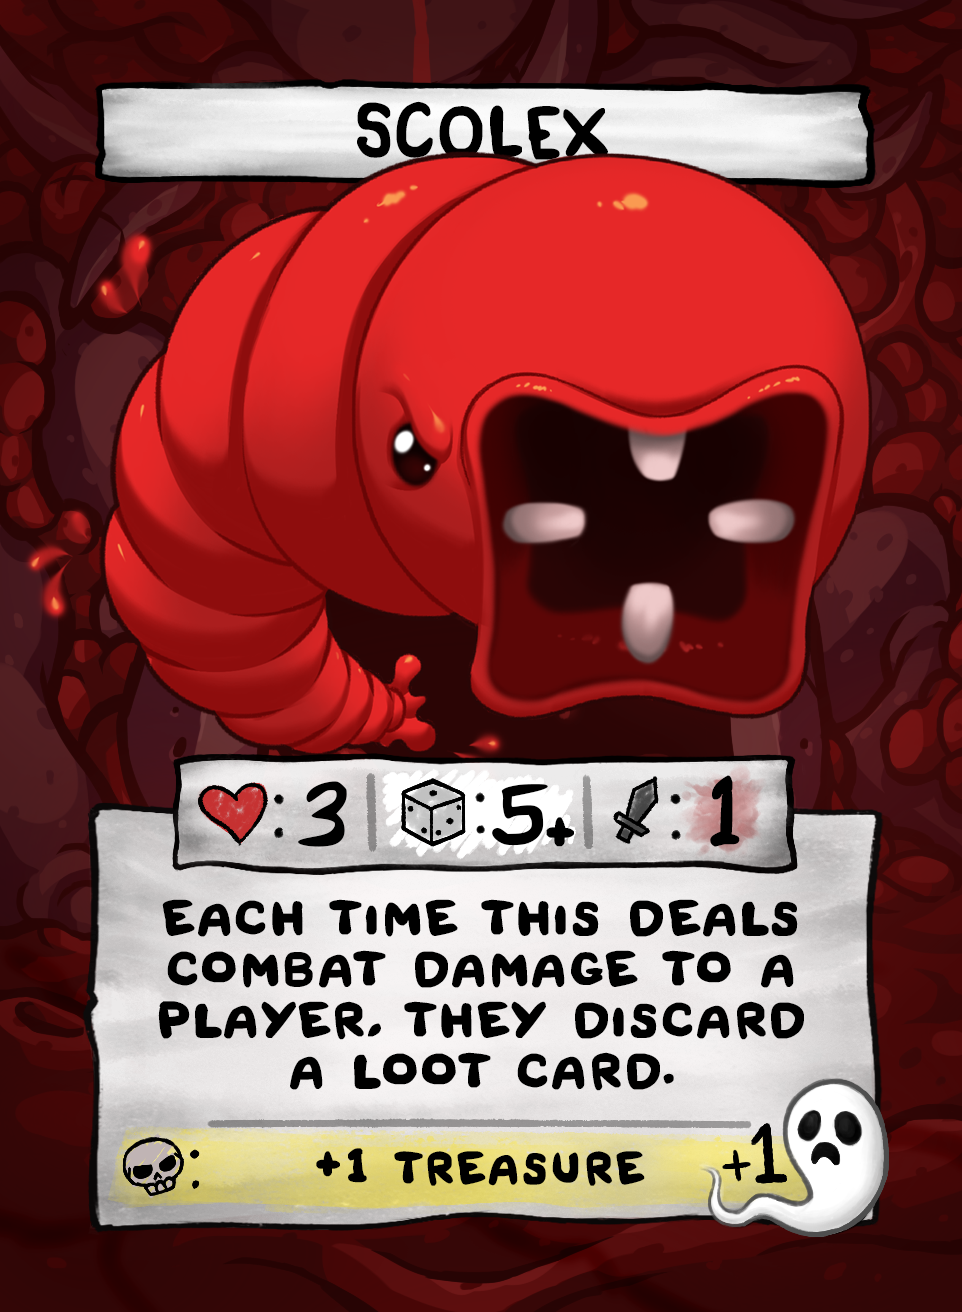 SCOLEX
: 3 : 5+ : 1
EACH TIME THIS DEALS
COMBAT DAMAGE TO A
PLAYER, THEY DISCARD
A LOOT CARD.
: +1 TREASURE +1